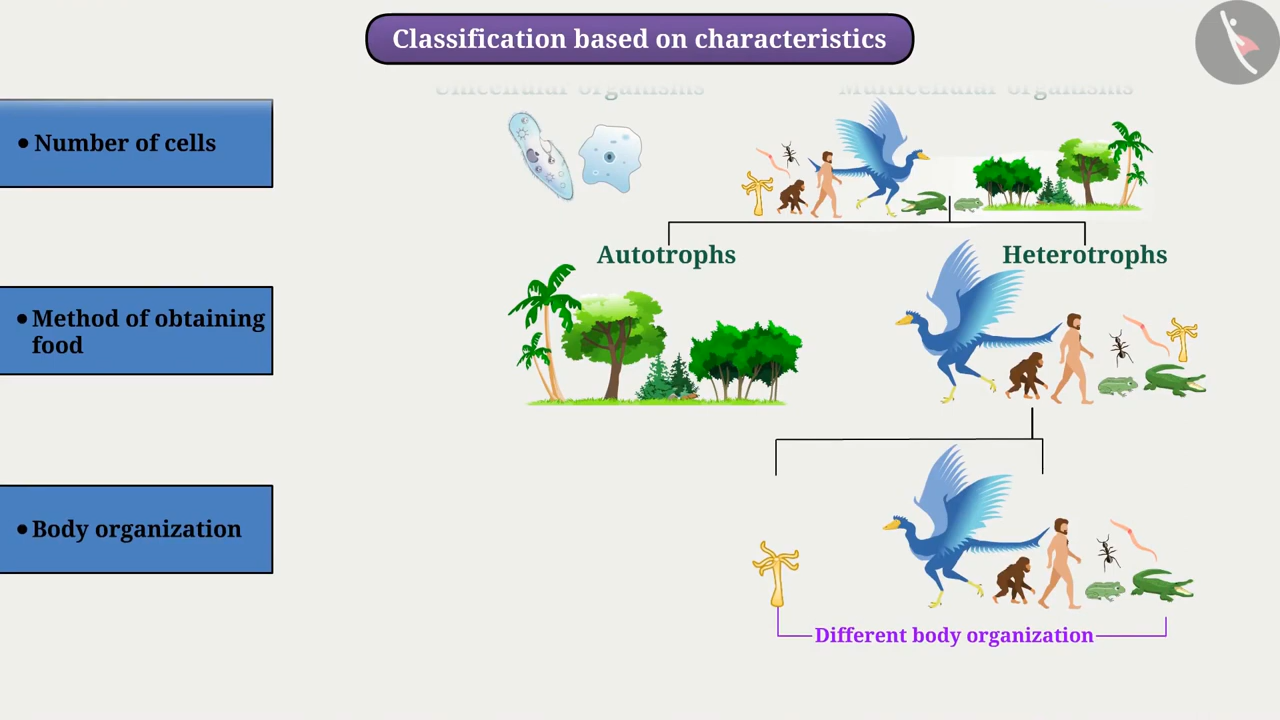 Classification based on characteristics
Unicellular organisms
Multicellular organisms
• Number of cells
Autotrophs
Heterotrophs
• Method of obtaining
food
• Body organization
Different body organization